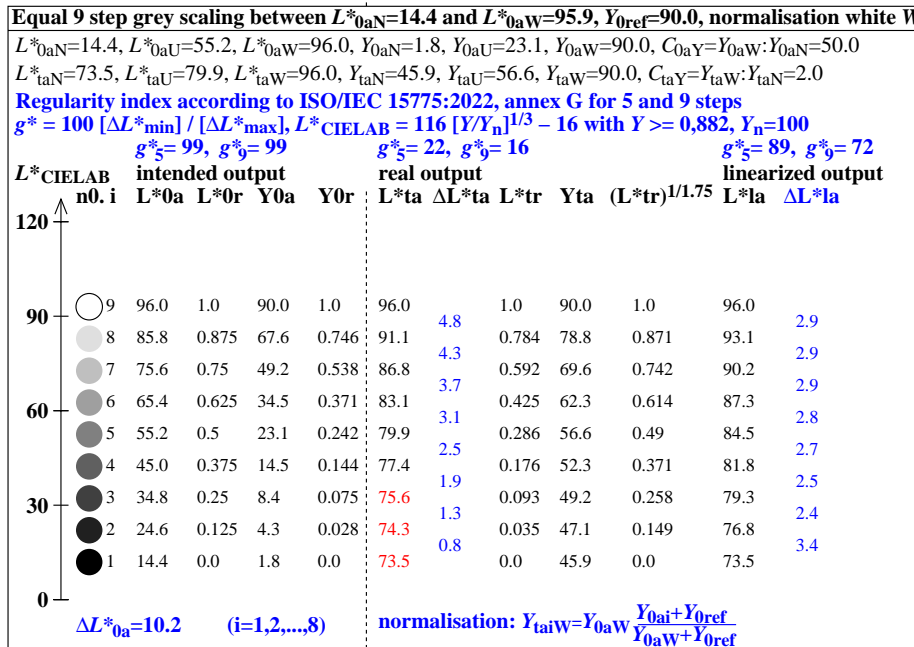 Equal 9 step grey scaling between L*0aN=14.4 and L*0aW=95.9, Y0ref=90.0, normalisation white W
L*0aN=14.4, L*0aU=55.2, L*0aW=96.0, Y0aN=1.8, Y0aU=23.1, Y0aW=90.0, C0aY=Y0aW:Y0aN=50.0
L*taN=73.5, L*taU=79.9, L*taW=96.0, YtaN=45.9, YtaU=56.6, YtaW=90.0, CtaY=YtaW:YtaN=2.0
Regularity index according to ISO/IEC 15775:2022, annex G for 5 and 9 steps
g* = 100 [ΔL*min] / [ΔL*max], L*CIELAB = 116 [Y/Yn]1/3 – 16 with Y >= 0,882, Yn=100
g*5= 99, g*9= 99 g*5= 22, g*9= 16 g*5= 89, g*9= 72
L*CIELAB intended output real output linearized output
n0. i L*0a L*0r Y0a Y0r L*ta ΔL*ta L*tr Yta (L*tr)1/1.75 L*la ΔL*la
120
9 96.0 1.0 90.0 1.0 96.0 1.0 90.0 1.0 96.0
90 4.8 2.9
8 85.8 0.875 67.6 0.746 91.1 0.784 78.8 0.871 93.1
4.3 2.9
7 75.6 0.75 49.2 0.538 86.8 0.592 69.6 0.742 90.2
3.7 2.9
6 65.4 0.625 34.5 0.371 83.1 0.425 62.3 0.614 87.3
60 3.1 2.8
5 55.2 0.5 23.1 0.242 79.9 0.286 56.6 0.49 84.5
2.5 2.7
4 45.0 0.375 14.5 0.144 77.4 0.176 52.3 0.371 81.8
1.9 2.5
3 34.8 0.25 8.4 0.075 75.6 0.093 49.2 0.258 79.3
30 1.3 2.4
2 24.6 0.125 4.3 0.028 74.3 0.035 47.1 0.149 76.8
0.8 3.4
1 14.4 0.0 1.8 0.0 73.5 0.0 45.9 0.0 73.5
0
ΔL*0a=10.2 (i=1,2,...,8) normalisation: YtaiW=Y0aW Y0ai+Y0ref
Y0aW+Y0ref